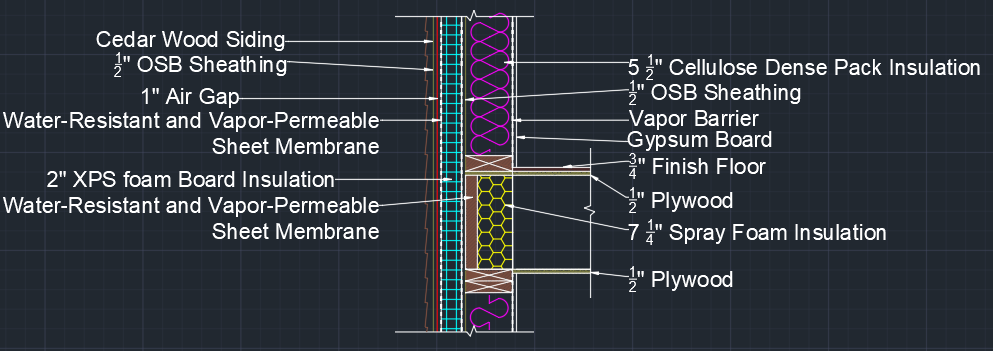 Cedar Wood Siding
1/2" OSB Sheathing
1" Air Gap
Water-Resistant and Vapor-Permeable
Sheet Membrane
2" XPS foam Board Insulation
Water-Resistant and Vapor-Permeable
Sheet Membrane
5 1/2" Cellulose Dense Pack Insulation
1/2" OSB Sheathing
Vapor Barrier
Gypsum Board
3/4" Finish Floor
1/2" Plywood
7 1/4" Spray Foam Insulation
1/2" Plywood